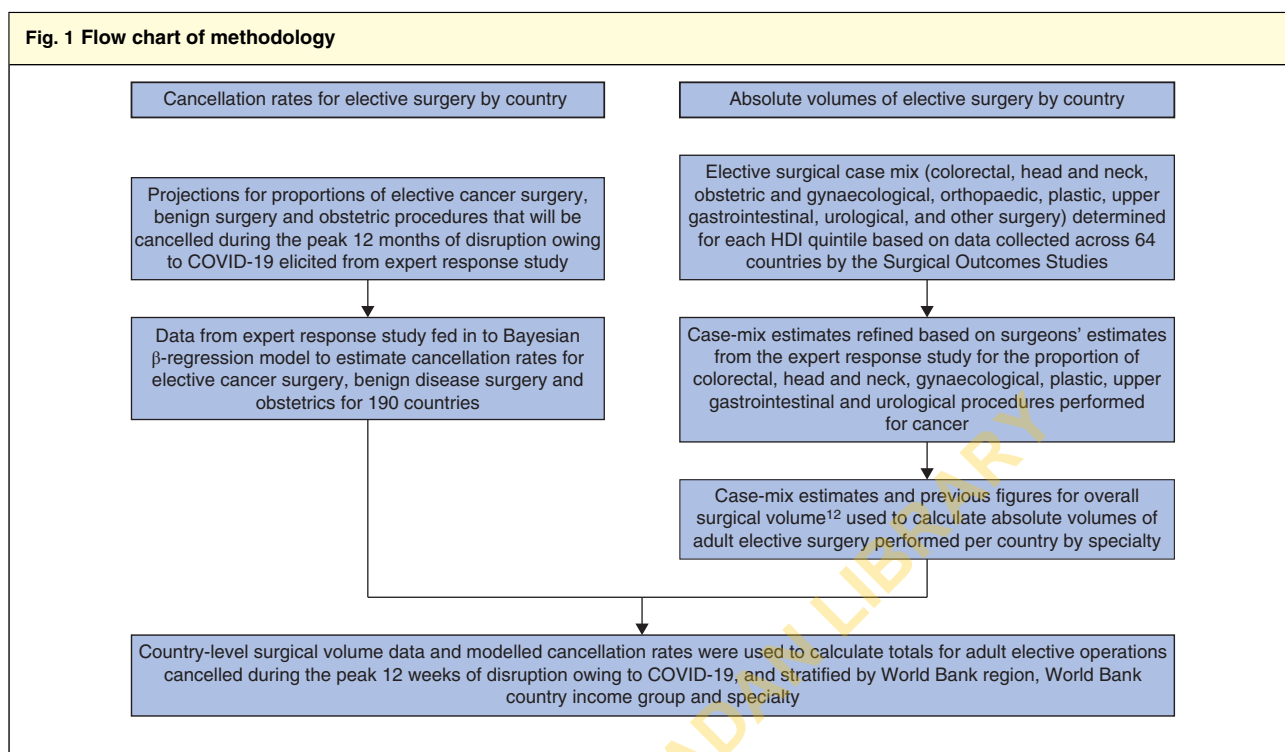 Fig. 1 Flow chart of methodology
Cancellation rates for elective surgery by country
Absolute volumes of elective surgery by country
Projections for proportions of elective cancer surgery,
benign surgery and obstetric procedures that will be
cancelled during the peak 12 months of disruption owing
to COVID-19 elicited from expert response study
Elective surgical case mix (colorectal, head and neck,
obstetric and gynaecological, orthopaedic, plastic, upper
gastrointestinal, urological, and other surgery) determined
for each HDI quintile based on data collected across 64
countries by the Surgical Outcomes Studies
Data from expert response study fed in to Bayesian
β-regression model to estimate cancellation rates for
elective cancer surgery, benign disease surgery and
obstetrics for 190 countries
Case-mix estimates refined based on surgeons' estimates
from the expert response study for the proportion of
colorectal, head and neck, gynaecological, plastic, upper
gastrointestinal and urological procedures performed
for cancer
Case-mix estimates and previous figures for overall
surgical volume12 used to calculate absolute volumes of
adult elective surgery performed per country by specialty
Country-level surgical volume data and modelled cancellation rates were used to calculate totals for adult elective operations
cancelled during the peak 12 weeks of disruption owing to COVID-19, and stratified by World Bank region, World Bank
country income group and specialty
ADAN LIBRARY